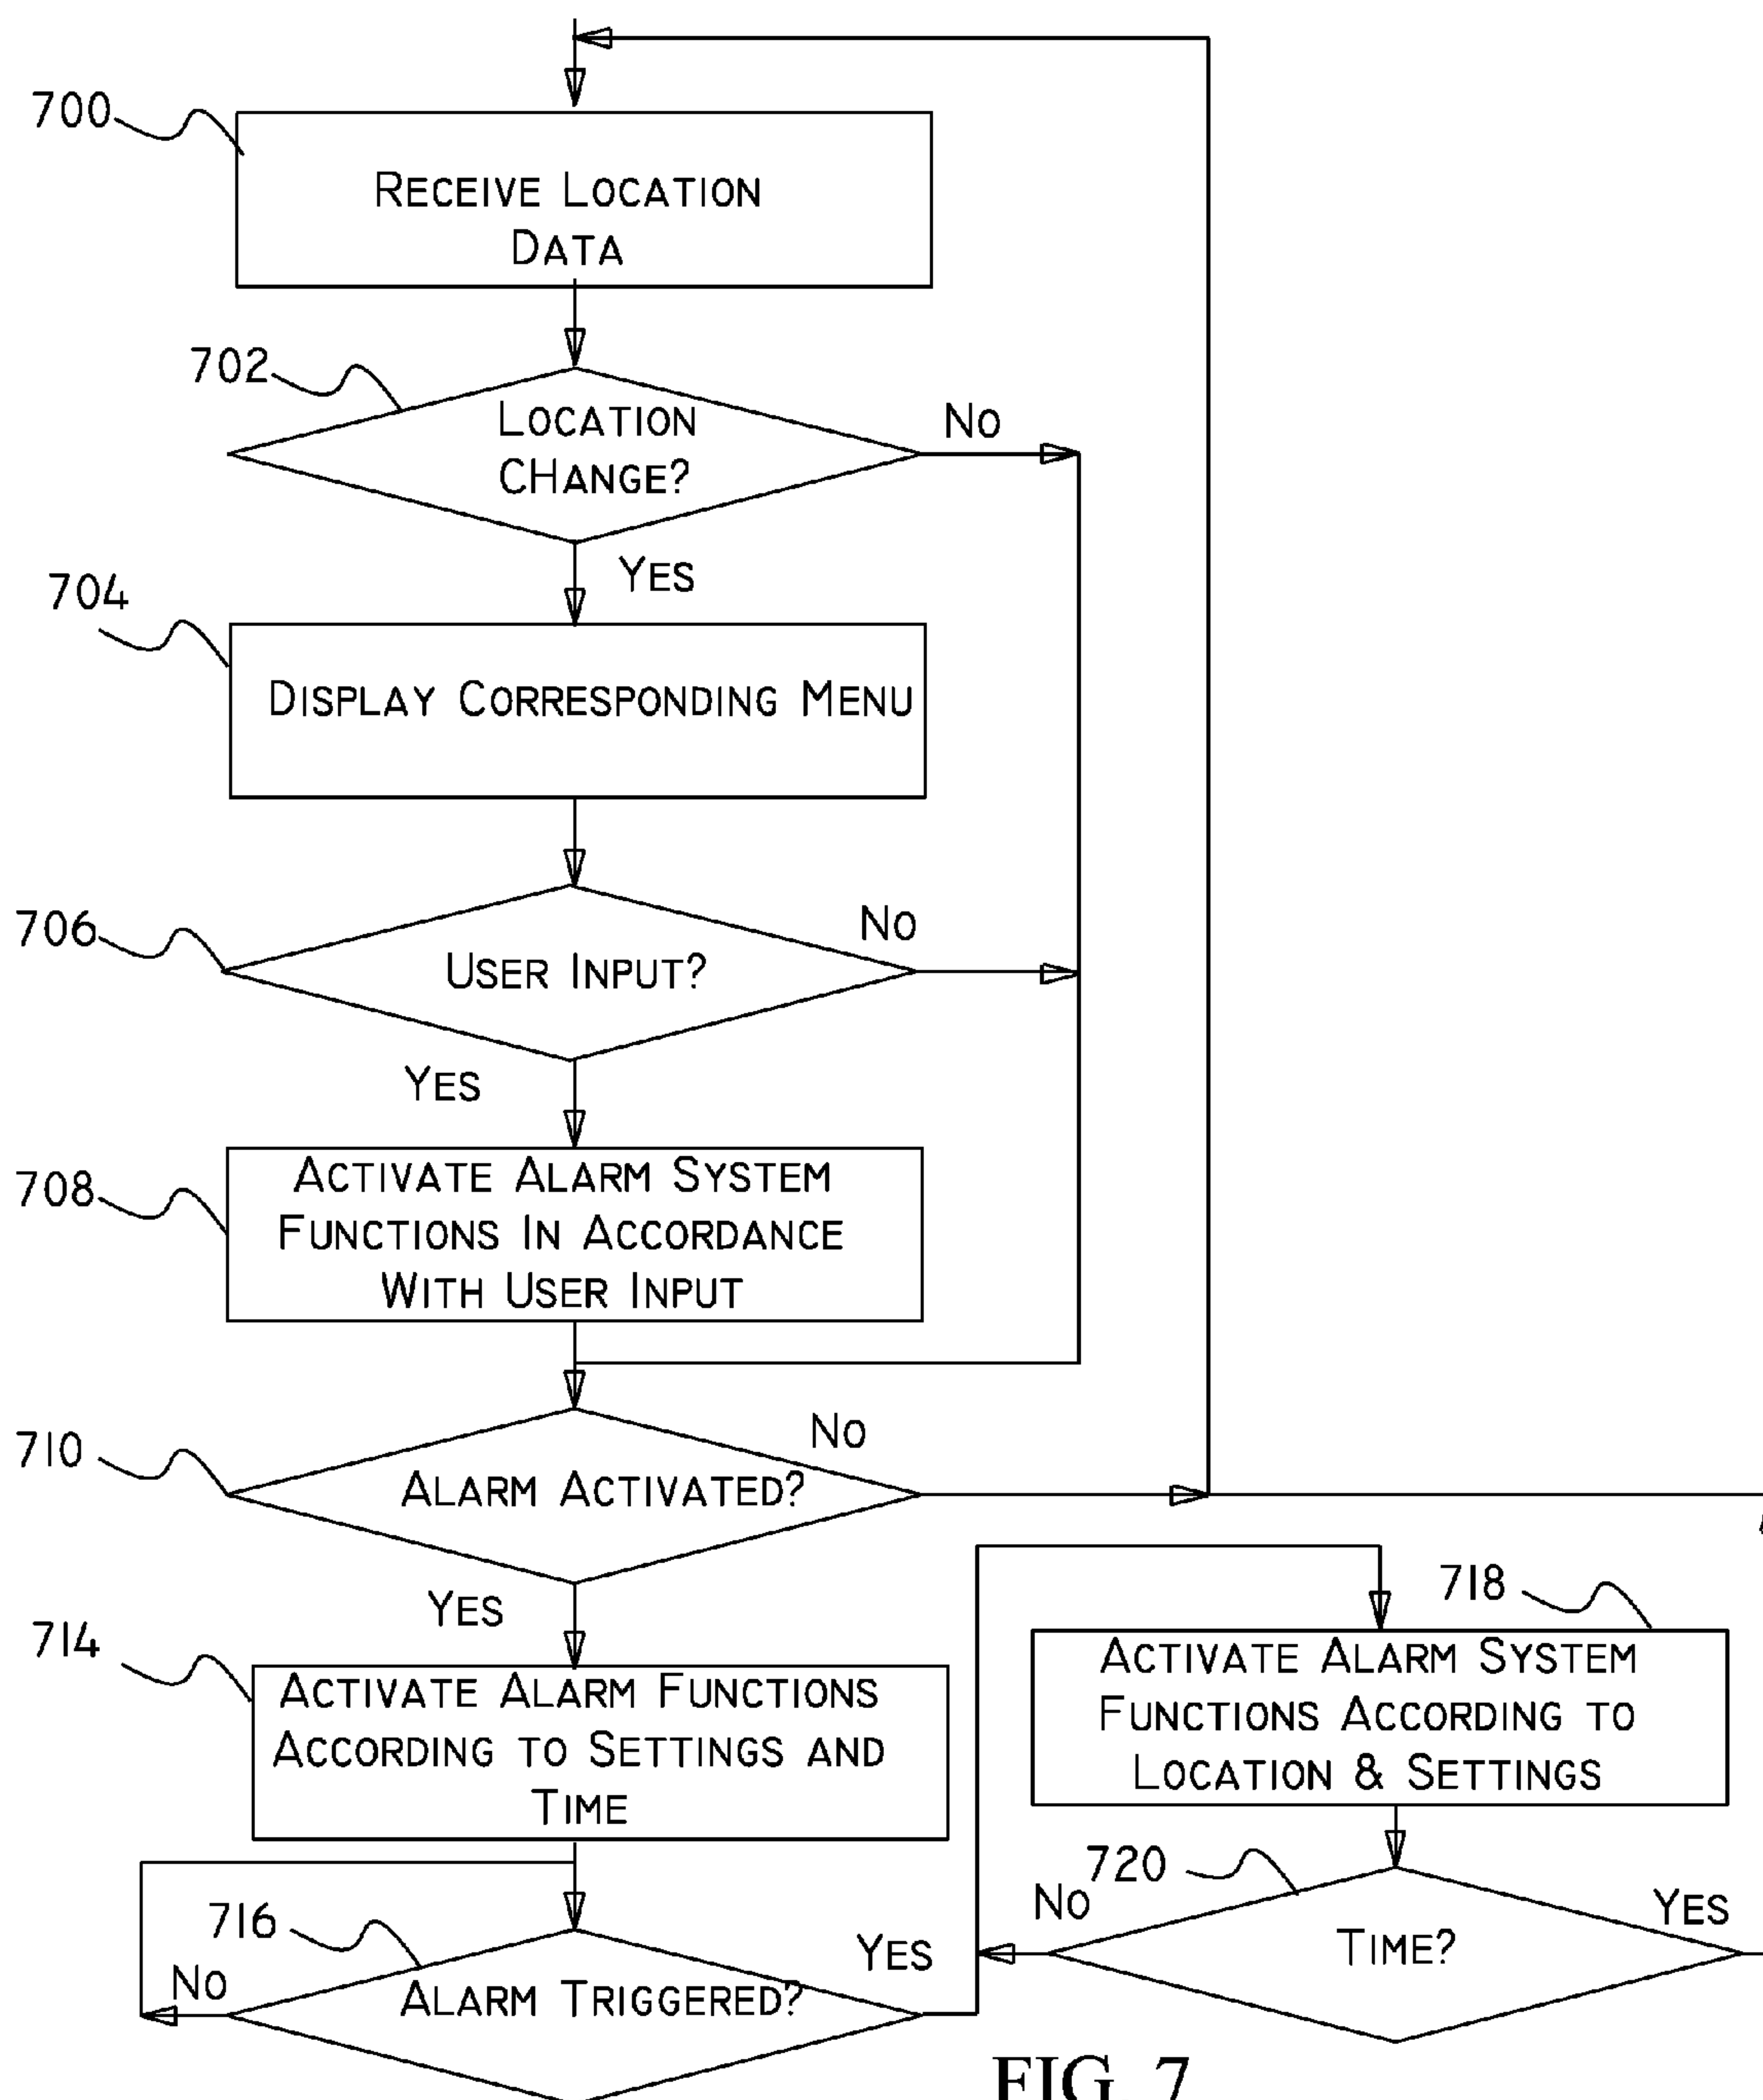 700
RECEIVE LOCATION
DATA
702
LOCATION
CHANGE?
NO
YES
704
DISPLAY CORRESPONDING MENU
706
USER INPUT?
NO
YES
708
ACTIVATE ALARM SYSTEM
FUNCTIONS IN ACCORDANCE
WITH USER INPUT
710
ALARM ACTIVATED?
NO
YES
714
ACTIVATE ALARM FUNCTIONS
ACCORDING TO SETTINGS AND
TIME
716
ALARM TRIGGERED?
NO
YES
718
ACTIVATE ALARM SYSTEM
FUNCTIONS ACCORDING TO
LOCATION & SETTINGS
720
TIME?
NO
YES
FIG. 7